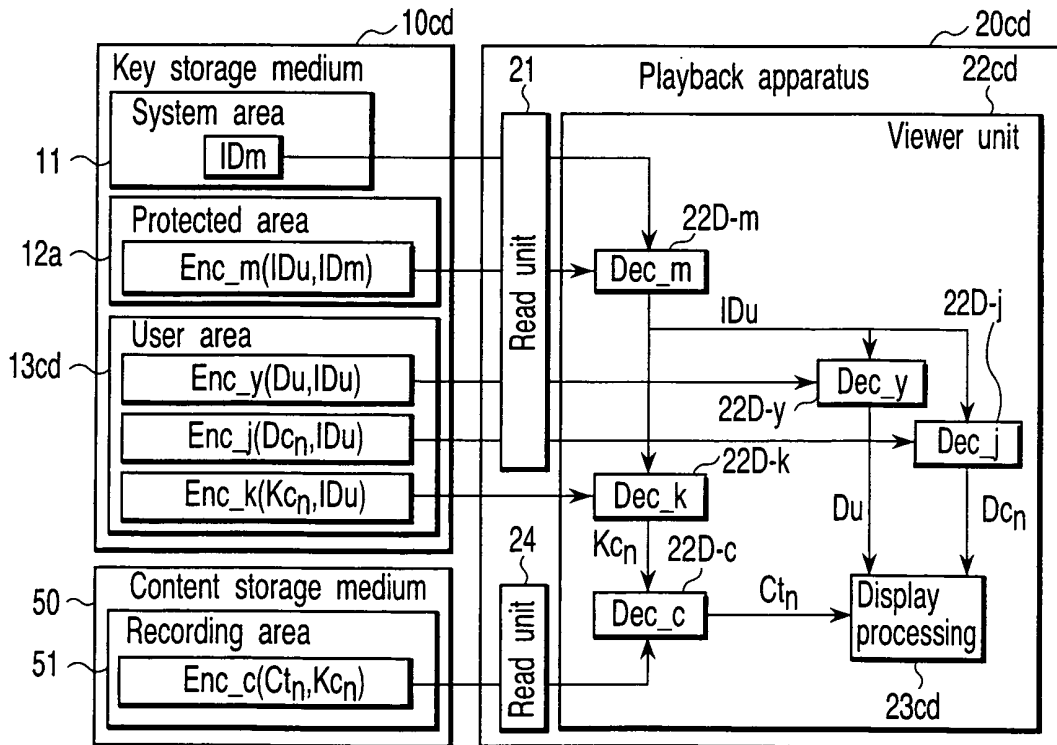 10cd
20cd
Key storage medium
21
Playback apparatus
22cd
System area
Viewer unit
IDm
11
Protected area
22D-m
12a
Enc_m(IDu,IDm)
Read unit
Dec_m
IDu
22D-j
User area
13cd
Enc_y(Du,IDu)
Dec_y
22D-y
Enc_j(Dcn,IDu)
Dec_j
22D-k
Enc_k(Kcn,IDu)
Dec_k
Du
Dcn
24
Kcn
22D-c
50
Content storage medium
Read unit
Dec_c
Ctn
Display
processing
Recording area
51
Enc_c(Ctn,Kcn)
23cd